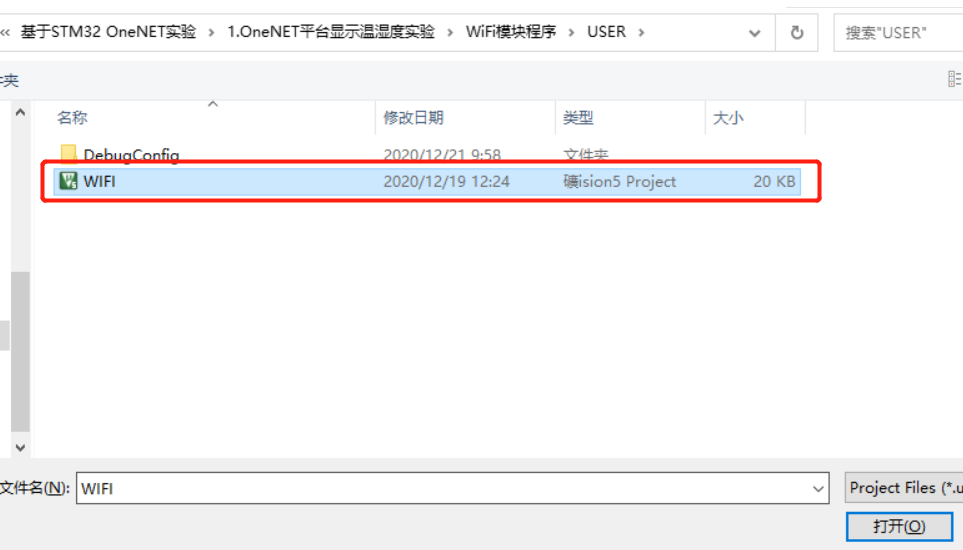 « 基于STM32 OneNET实验 › 1.OneNET平台显示温湿度实验 › WiFi模块程序 › USER › 搜索"USER"
夹
名称 修改日期 类型 大小
DebugConfig 2020/12/21 9:58 文件夹
WIFI 2020/12/19 12:24 礦ision5 Project 20 KB
文件名(N): WIFI Project Files (*.u
打开(O)